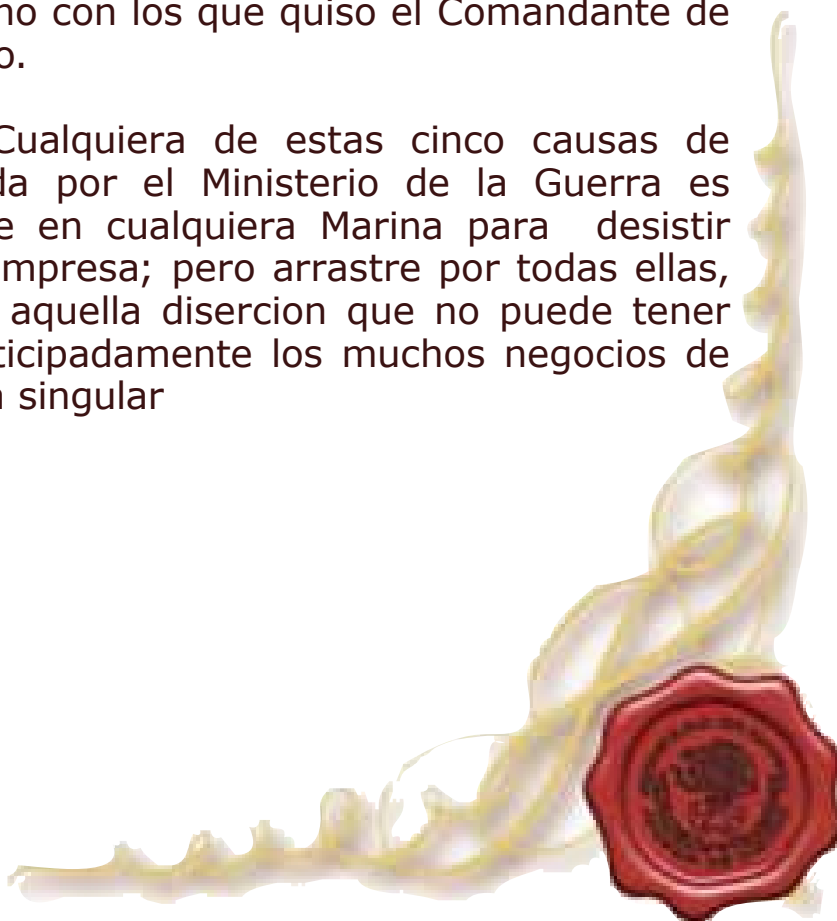 no con los que quiso el Comandante de
o.
Cualquiera de estas cinco causas de
da por el Ministerio de la Guerra es
e en cualquiera Marina para desistir
mpresa; pero arrastre por todas ellas,
aquella disercion que no puede tener
ticipadamente los muchos negocios de
singular